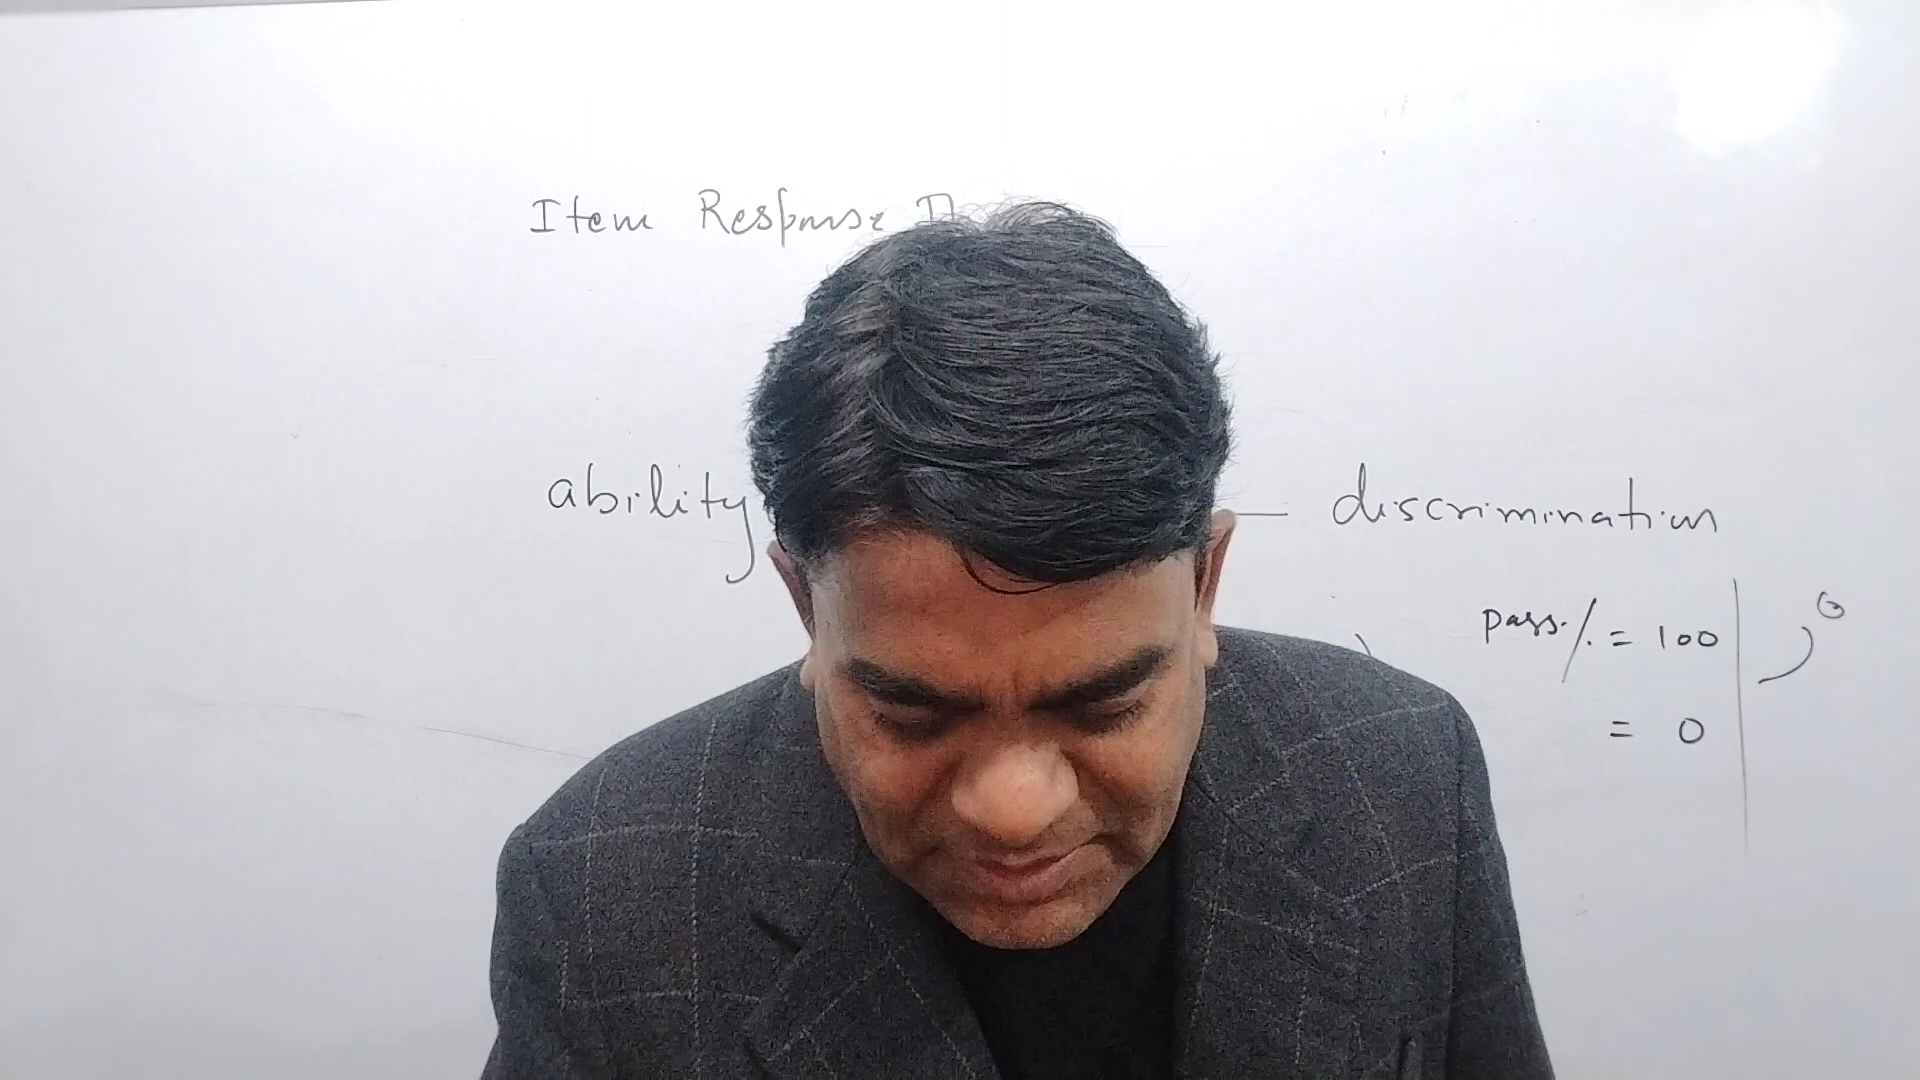 Item Response
ability — discrimination
pass % = 100
= 0